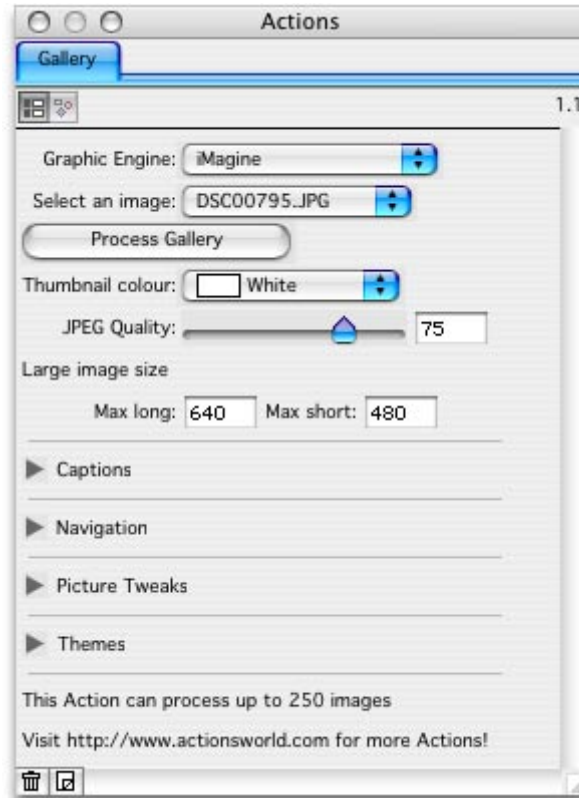 Actions
Gallery
1.1
Graphic Engine: iMagine
Select an image: DSC00795.JPG
Process Gallery
Thumbnail colour: White
JPEG Quality: 75
Large image size
Max long: 640 Max short: 480
Captions
Navigation
Picture Tweaks
Themes
This Action can process up to 250 images
Visit http://www.actionsworld.com for more Actions!